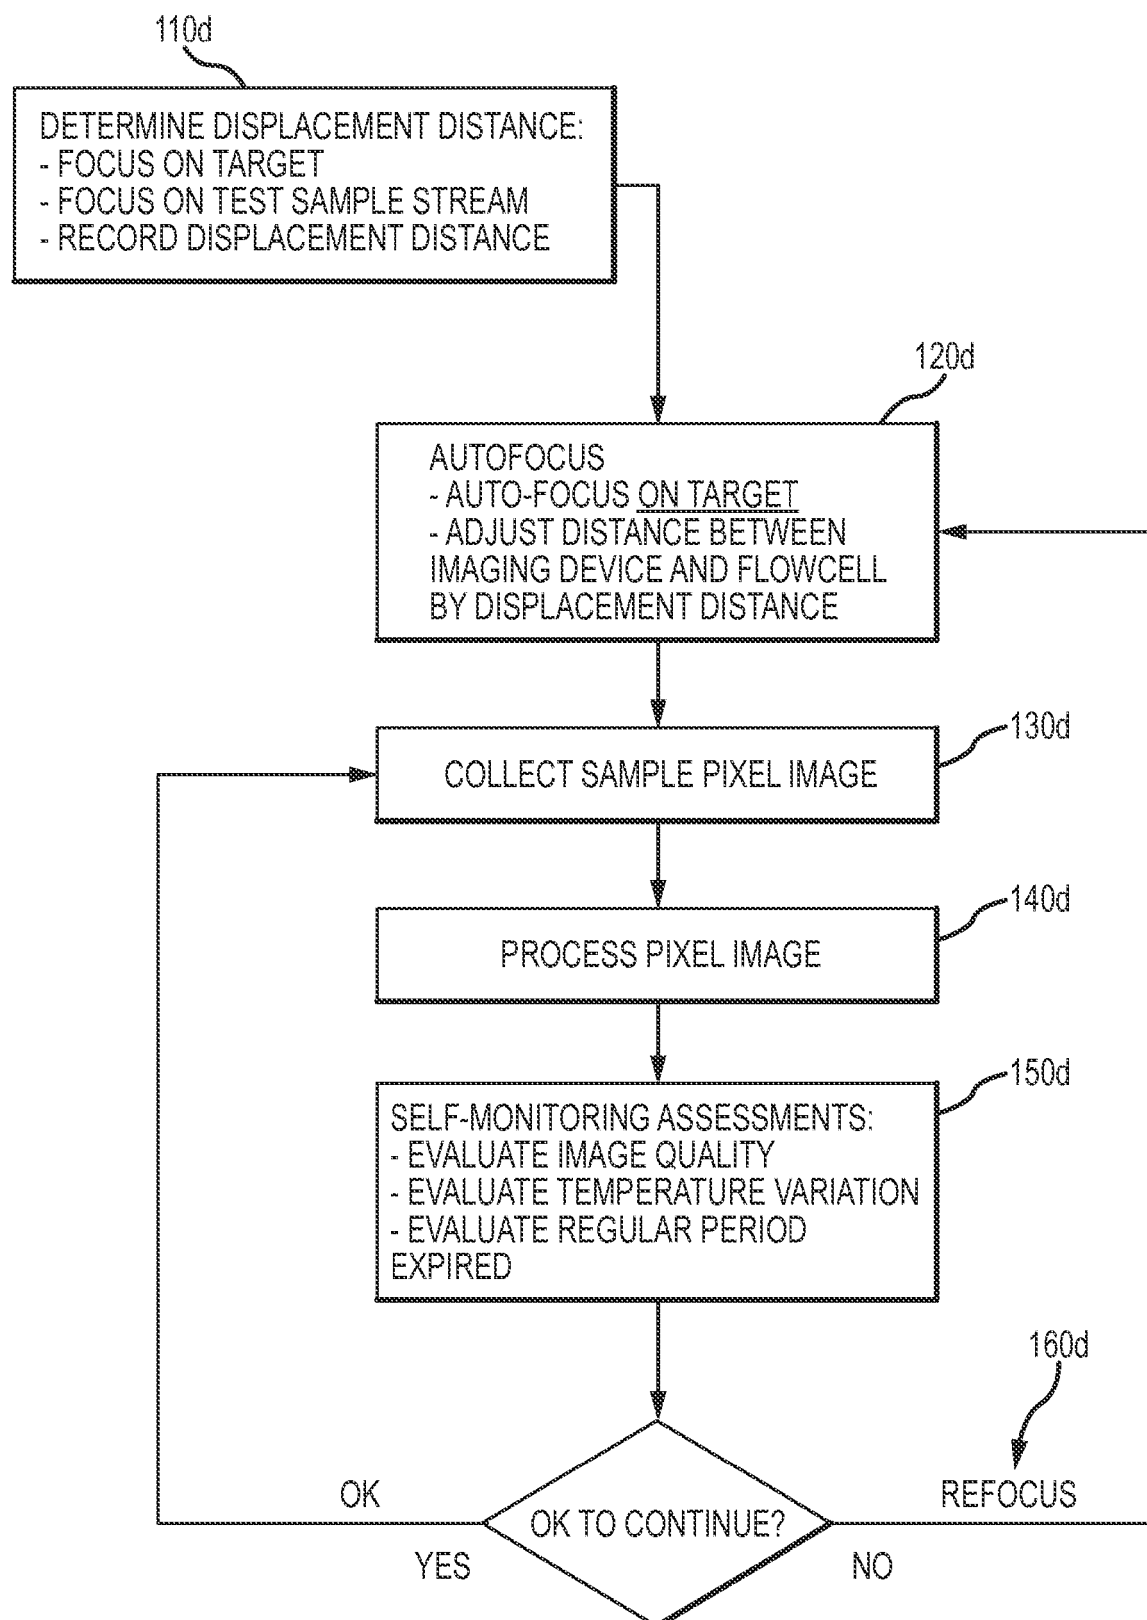 110d
DETERMINE DISPLACEMENT DISTANCE:
- FOCUS ON TARGET
- FOCUS ON TEST SAMPLE STREAM
- RECORD DISPLACEMENT DISTANCE
120d
AUTOFOCUS
- AUTO-FOCUS ON TARGET
- ADJUST DISTANCE BETWEEN
IMAGING DEVICE AND FLOWCELL
BY DISPLACEMENT DISTANCE
130d
COLLECT SAMPLE PIXEL IMAGE
140d
PROCESS PIXEL IMAGE
150d
SELF-MONITORING ASSESSMENTS:
- EVALUATE IMAGE QUALITY
- EVALUATE TEMPERATURE VARIATION
- EVALUATE REGULAR PERIOD
EXPIRED
160d
OK
REFOCUS
OK TO CONTINUE?
YES
NO